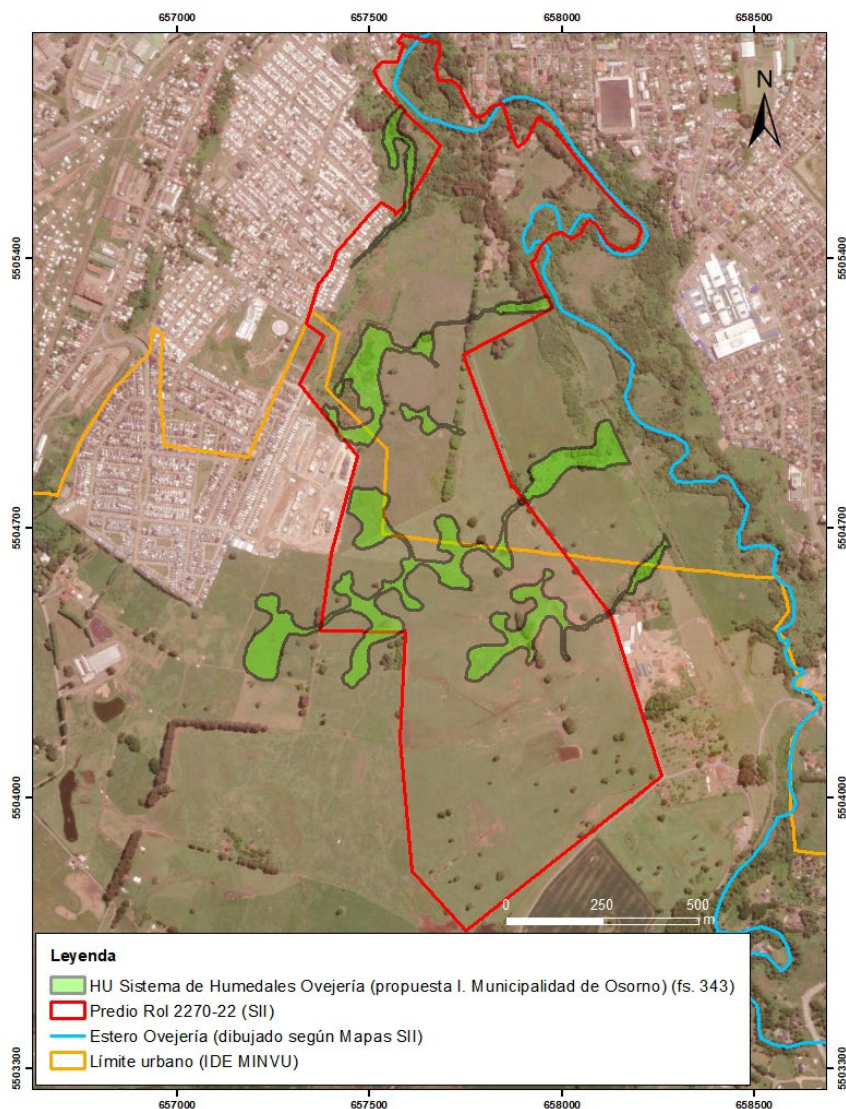 657000 657500 658000 658500
N
5505400 5505400
5504700 5504700
5504000 5504000
0 250 500
m
Leyenda
HU Sistema de Humedales Ovejería (propuesta I. Municipalidad de Osorno) (fs. 343)
Predio Rol 2270-22 (SII)
Estero Ovejería (dibujado según Mapas SII)
Límite urbano (IDE MINVU)
5503300 5503300
657000 657500 658000 658500